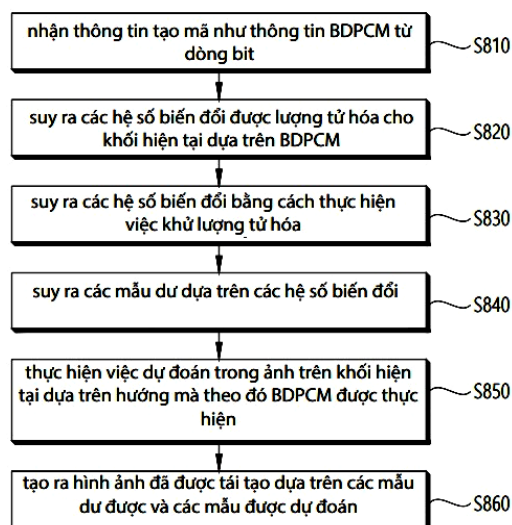 nhận thông tin tạo mã như thông tin BDPCM từ
dòng bit
S810
suy ra các hệ số biến đổi được lượng tử hóa cho
khối hiện tại dựa trên BDPCM
S820
suy ra các hệ số biến đổi bằng cách thực hiện
việc khử lượng tử hóa
S830
suy ra các mẫu dư dựa trên các hệ số biến đổi
S840
thực hiện việc dự đoán trong ảnh trên khối hiện
tại dựa trên hướng mà theo đó BDPCM được thực
hiện
S850
tạo ra hình ảnh đã được tái tạo dựa trên các mẫu
dư được và các mẫu được dự đoán
S860